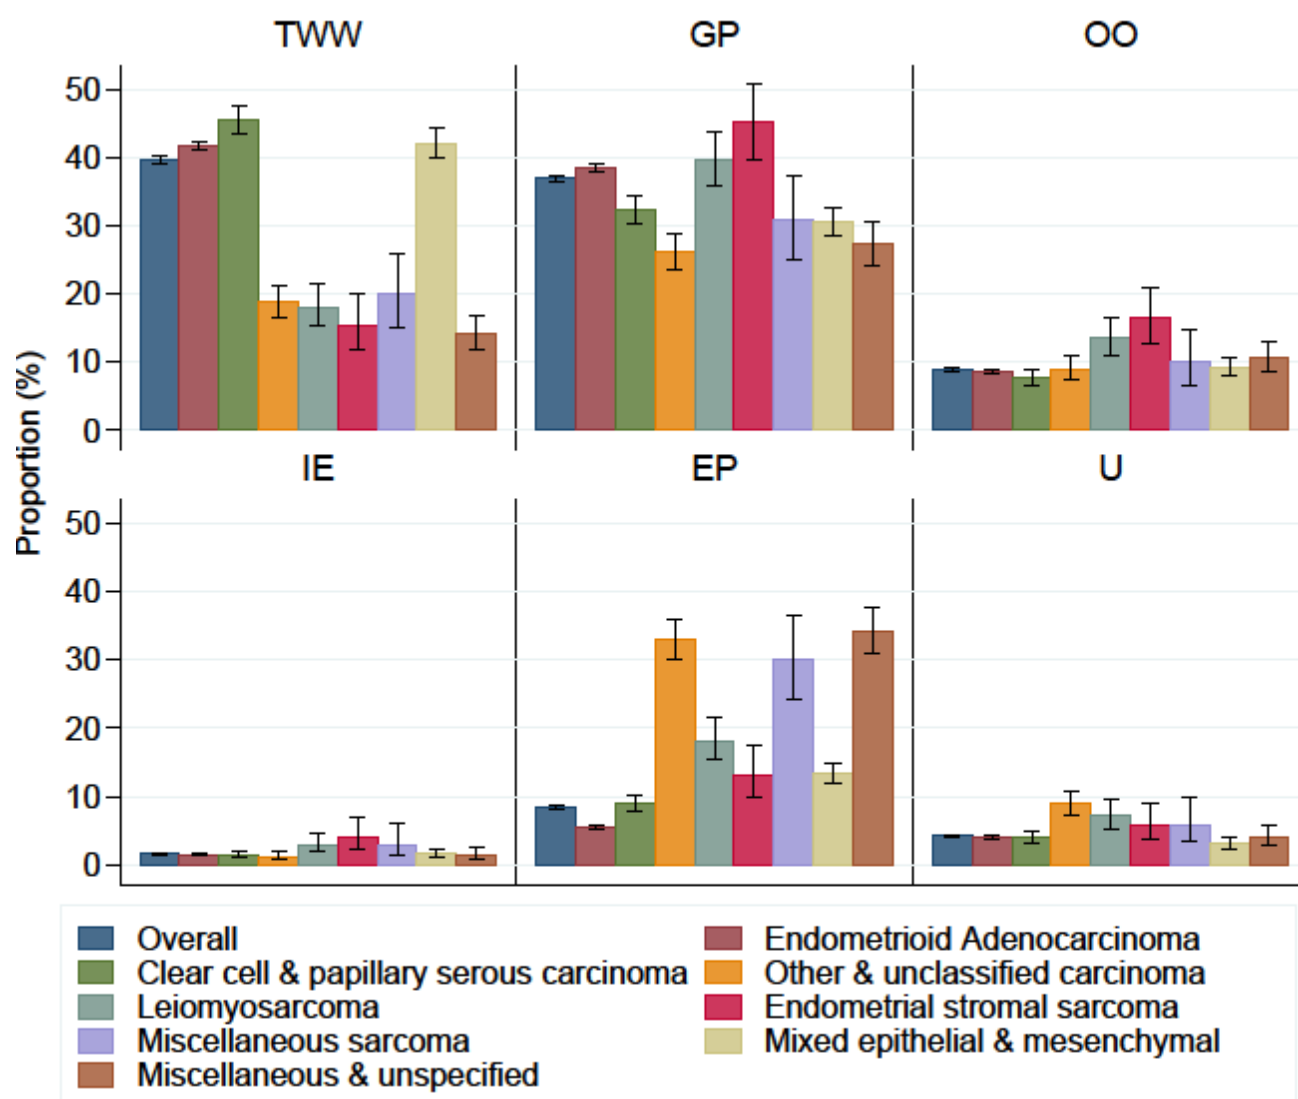 TWW GP OO
50
40
30
20
10
0
Proportion (%)
IE EP U
50
40
30
20
10
0
Overall Endometrioid Adenocarcinoma
Clear cell & papillary serous carcinoma Other & unclassified carcinoma
Leiomyosarcoma Endometrial stromal sarcoma
Miscellaneous sarcoma Mixed epithelial & mesenchymal
Miscellaneous & unspecified